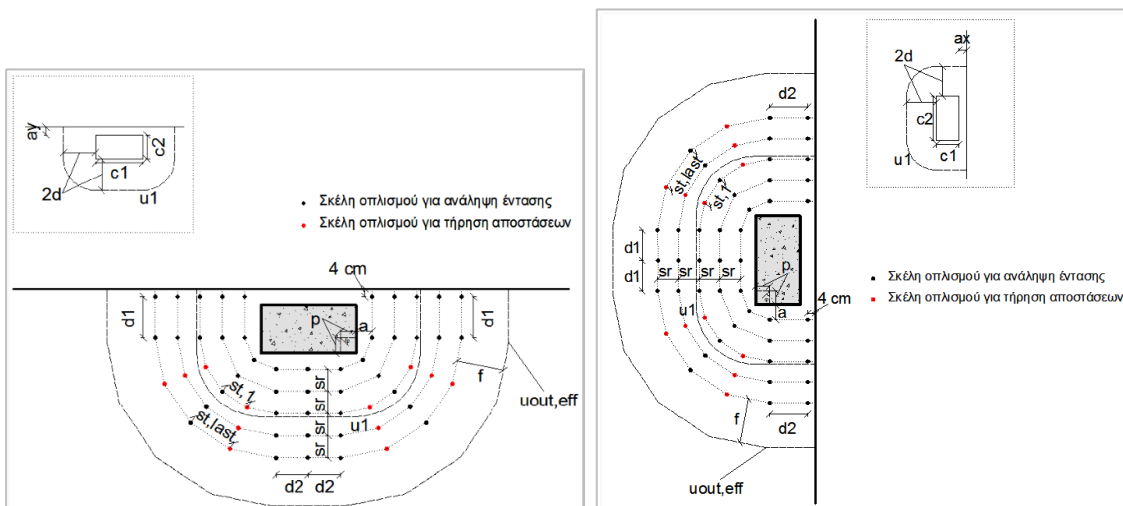 ay
c2
c1
2d
u1
• Σκέλη οπλισμού για ανάληψη έντασης
• Σκέλη οπλισμού για τήρηση αποστάσεων
4 cm
d1
p
a
d1
sr
sr
sr
sr
st,1
st,last
u1
f
uout,eff
d2 d2
ax
2d
c2
c1
u1
d2
st,last
st,1
d1
d1
sr sr sr sr
p
a
u1
4 cm
• Σκέλη οπλισμού για ανάληψη έντασης
• Σκέλη οπλισμού για τήρηση αποστάσεων
f
d2
uout,eff